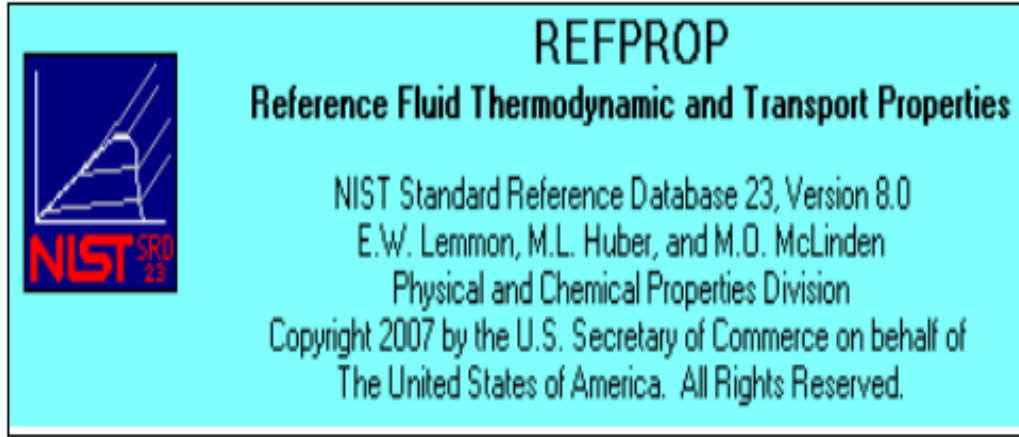 REFPROP
Reference Fluid Thermodynamic and Transport Properties
NIST Standard Reference Database 23, Version 8.0
E.W. Lemmon, M.L. Huber, and M.O. McLinden
Physical and Chemical Properties Division
Copyright 2007 by the U.S. Secretary of Commerce on behalf of
The United States of America.  All Rights Reserved.
NIST SRD
23